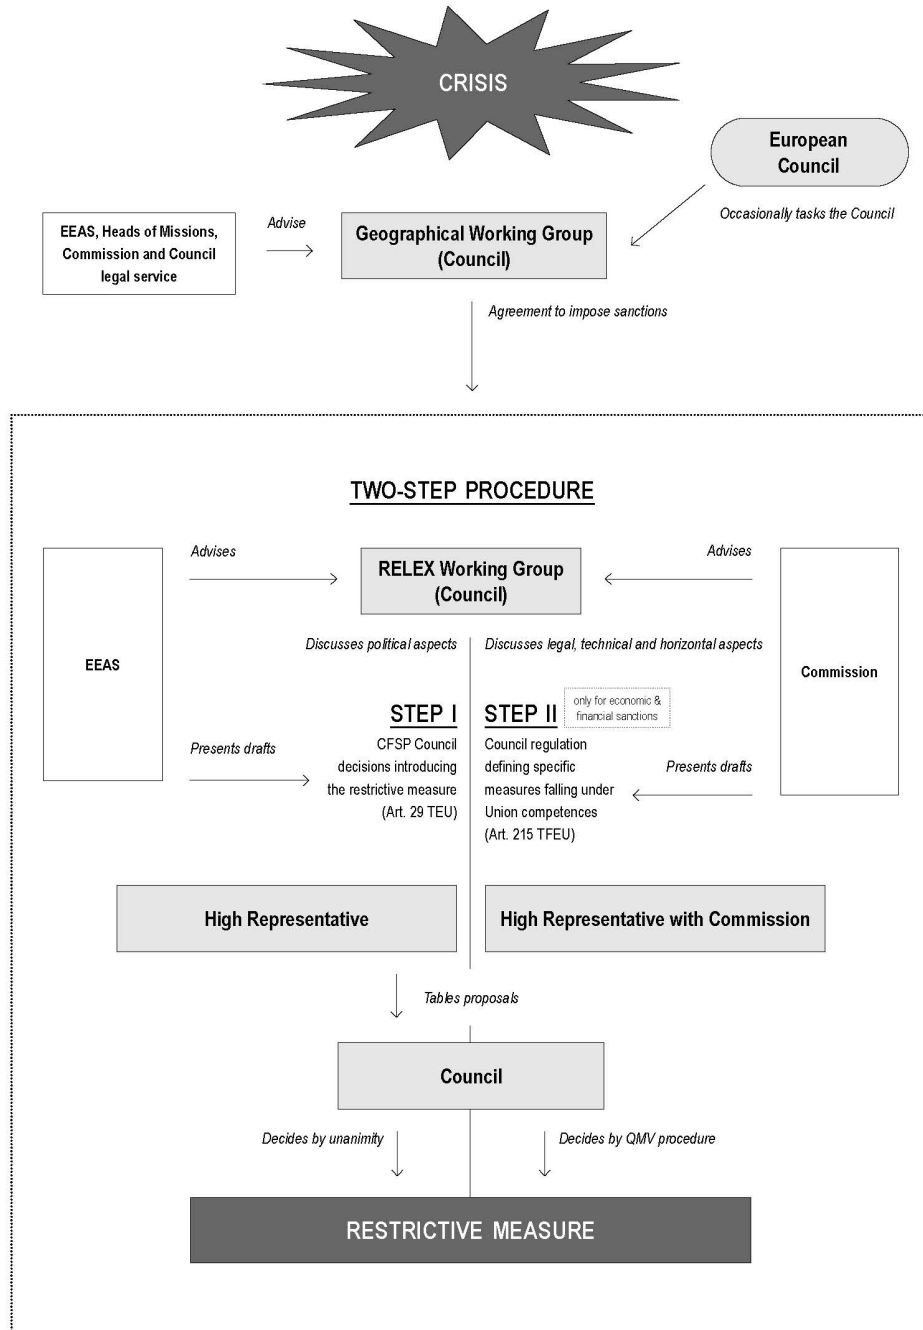 CRISIS
European
Council
Occasionally tasks the Council
EEAS, Heads of Missions,
Commission and Council
legal service
Advise
Geographical Working Group
(Council)
Agreement to impose sanctions
TWO-STEP PROCEDURE
EEAS
Advises
RELEX Working Group
(Council)
Advises
Commission
Discusses political aspects
Discusses legal, technical and horizontal aspects
STEP I
CFSP Council
decisions introducing
the restrictive measure
(Art. 29 TEU)
Presents drafts
STEP II
only for economic &
financial sanctions
Council regulation
defining specific
measures falling under
Union competences
(Art. 215 TFEU)
Presents drafts
High Representative
High Representative with Commission
Tables proposals
Council
Decides by unanimity
Decides by QMV procedure
RESTRICTIVE MEASURE